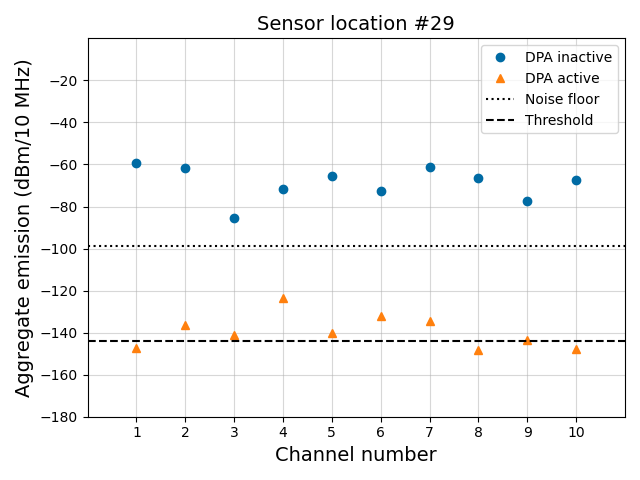 Sensor location #29
DPA inactive
DPA active
Noise floor
Threshold
Aggregate emission (dBm/10 MHz)
−20
−40
−60
−80
−100
−120
−140
−160
−180
1 2 3 4 5 6 7 8 9 10
Channel number